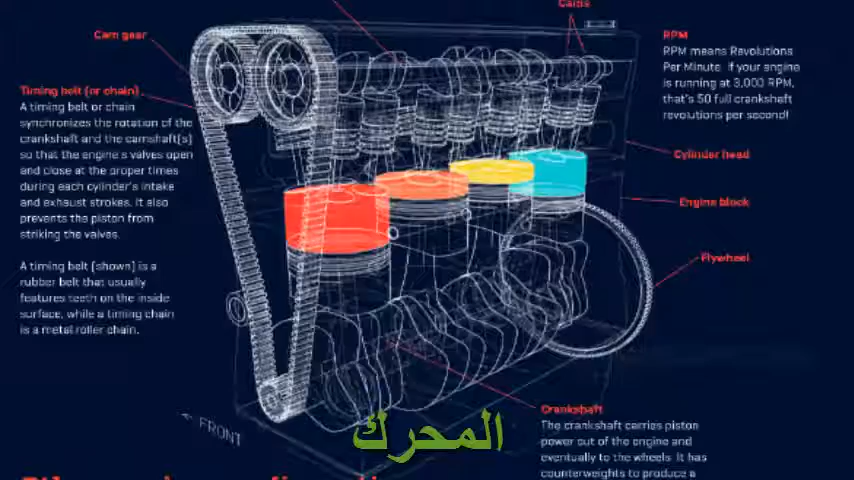 Cams
Cam gear
RPM
RPM means Revolutions
Per Minute. If your engine
is running at 3,000 RPM,
that's 50 full crankshaft
revolutions per second!
Timing belt (or chain)
A timing belt or chain
synchronizes the rotation of the
crankshaft and the camshaft(s)
so that the engine's valves open
and close at the proper times
during each cylinder's intake
and exhaust strokes. It also
prevents the piston from
striking the valves.
A timing belt (shown) is a
rubber belt that usually
features teeth on the inside
surface, while a timing chain
is a metal roller chain.
Cylinder head
Engine block
Flywheel
Crankshaft
The crankshaft carries piston
power out of the engine and
eventually to the wheels. It has
counterweights to produce a
FRONT
المحرك